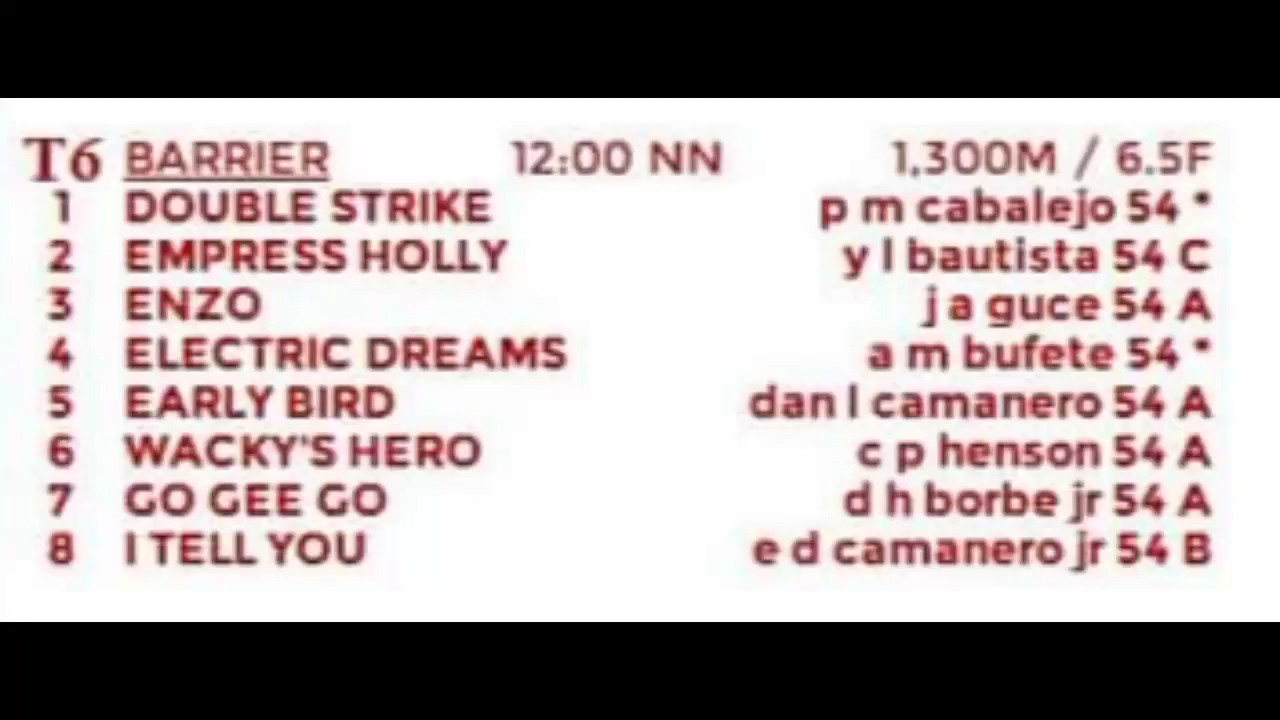 T6 BARRIER 12:00 NN 1,300M / 6.5F
1 DOUBLE STRIKE p m cabalejo 54 *
2 EMPRESS HOLLY y l bautista 54 C
3 ENZO j a guce 54 A
4 ELECTRIC DREAMS a m bufete 54 *
5 EARLY BIRD dan l camanero 54 A
6 WACKY'S HERO c p henson 54 A
7 GO GEE GO d h borbe jr 54 A
8 I TELL YOU e d camanero jr 54 B